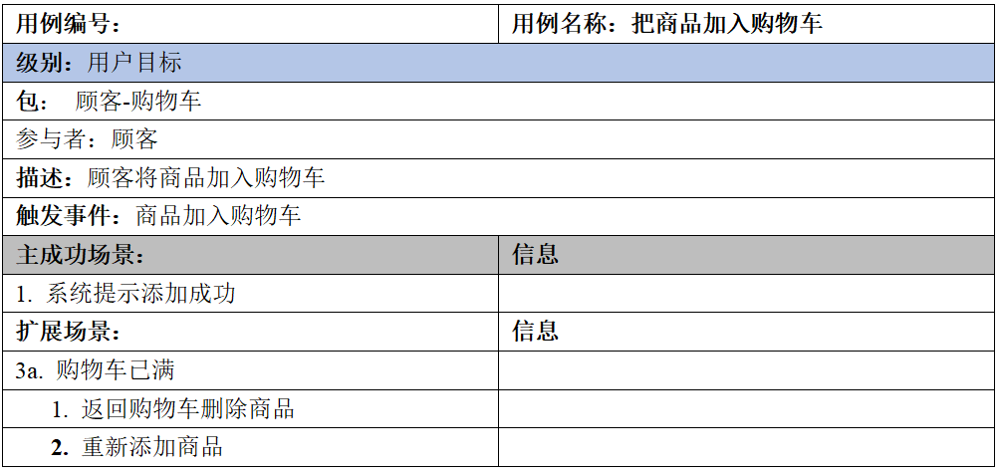 用例编号： 用例名称：把商品加入购物车
级别：用户目标
包： 顾客-购物车
参与者：顾客
描述：顾客将商品加入购物车
触发事件：商品加入购物车
主成功场景： 信息
1. 系统提示添加成功
扩展场景： 信息
3a. 购物车已满
1. 返回购物车删除商品
2. 重新添加商品